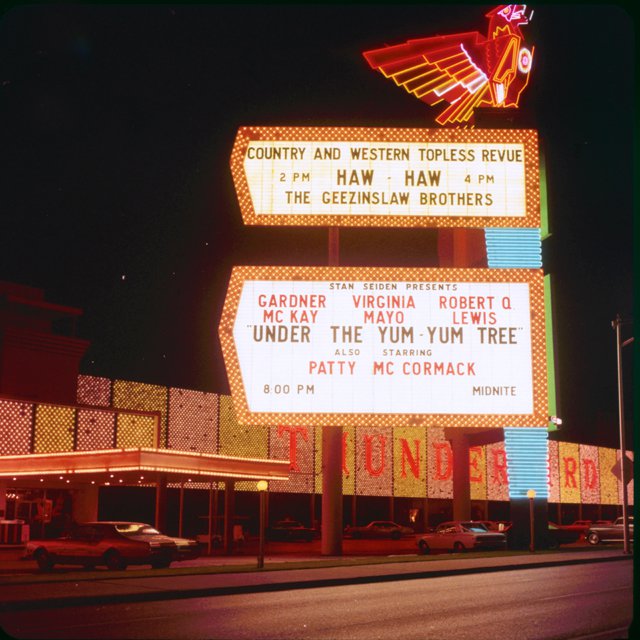 COUNTRY AND WESTERN TOPLESS REVUE
2 PM HAW - HAW 4 PM
THE GEEZINSLAW BROTHERS
STAN SEIDEN PRESENTS
GARDNER VIRGINIA ROBERT Q.
MC KAY MAYO LEWIS
"UNDER THE YUM-YUM TREE"
ALSO STARRING
PATTY MC CORMACK
8:00 PM MIDNITE
THUNDERBIRD